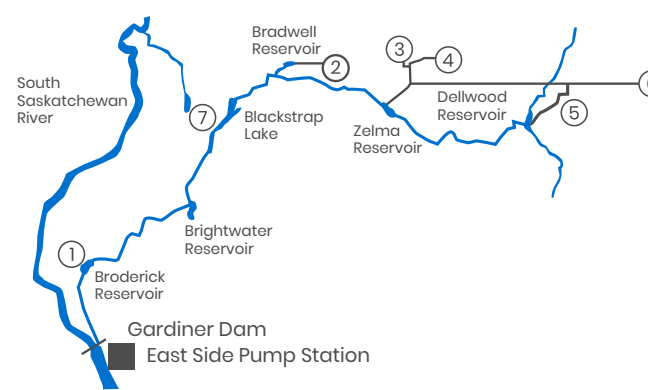 Bradwell
Reservoir
3
4
2
South
Saskatchewan
River
7
Blackstrap
Lake
Dellwood
Reservoir
5
Zelma
Reservoir
Brightwater
Reservoir
1
Broderick
Reservoir
Gardiner Dam
East Side Pump Station